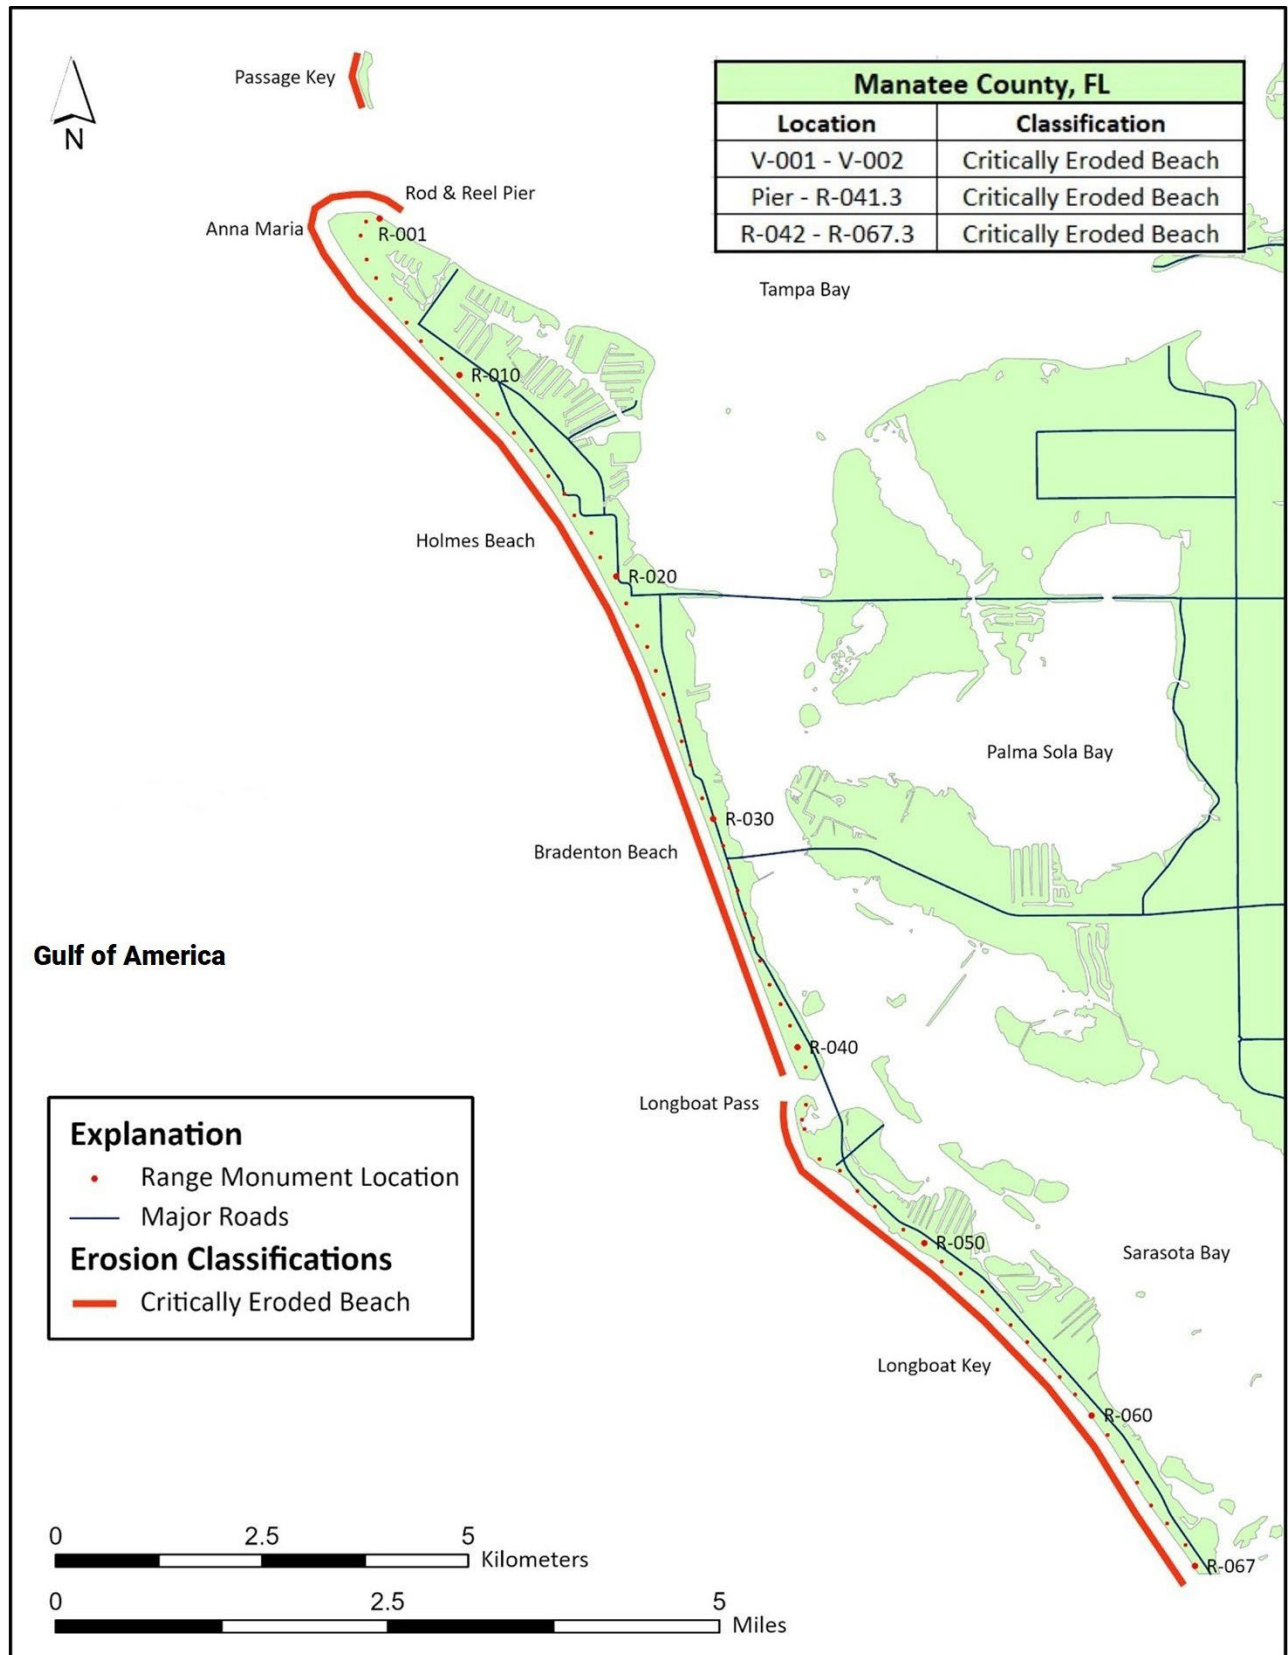 Passage Key
N
Manatee County, FL
Location Classification
V-001 - V-002 Critically Eroded Beach
Pier - R-041.3 Critically Eroded Beach
R-042 - R-067.3 Critically Eroded Beach
Rod & Reel Pier
Anna Maria
R-001
Tampa Bay
R-010
Holmes Beach
R-020
Palma Sola Bay
R-030
Bradenton Beach
Gulf of America
R-040
Longboat Pass
Explanation
Range Monument Location
Major Roads
Erosion Classifications
Critically Eroded Beach
R-050
Sarasota Bay
Longboat Key
R-060
R-067
0 2.5 5
Kilometers
0 2.5 5
Miles